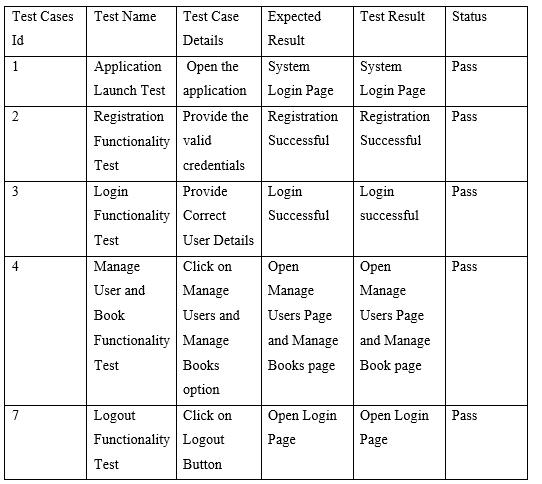 Test Cases Id | Test Name | Test Case Details | Expected Result | Test Result | Status
1 | Application Launch Test | Open the application | System Login Page | System Login Page | Pass
2 | Registration Functionality Test | Provide the valid credentials | Registration Successful | Registration Successful | Pass
3 | Login Functionality Test | Provide Correct User Details | Login Successful | Login successful | Pass
4 | Manage User and Book Functionality Test | Click on Manage Users and Manage Books option | Open Manage Users Page and Manage Books page | Open Manage Users Page and Manage Book page | Pass
7 | Logout Functionality Test | Click on Logout Button | Open Login Page | Open Login Page | Pass